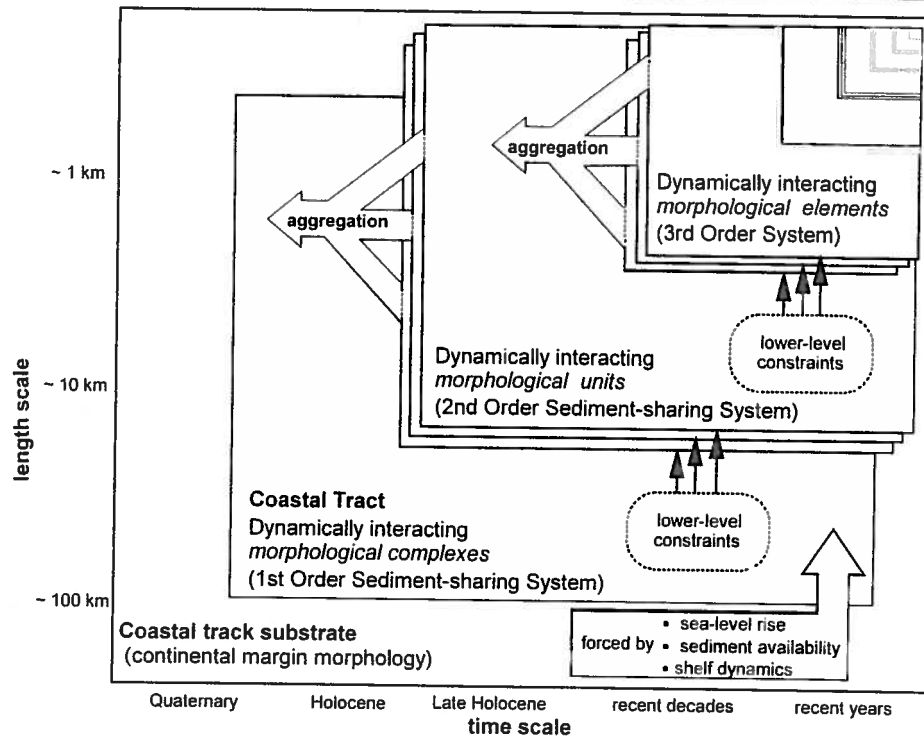 aggregation
~ 1 km
Dynamically interacting
morphological elements
(3rd Order System)
aggregation
lower-level
constraints
Dynamically interacting
morphological units
(2nd Order Sediment-sharing System)
~ 10 km
length scale
Coastal Tract
Dynamically interacting
morphological complexes
(1st Order Sediment-sharing System)
lower-level
constraints
~ 100 km
Coastal track substrate
(continental margin morphology)
forced by
• sea-level rise
• sediment availability
• shelf dynamics
Quaternary Holocene Late Holocene recent decades recent years
time scale